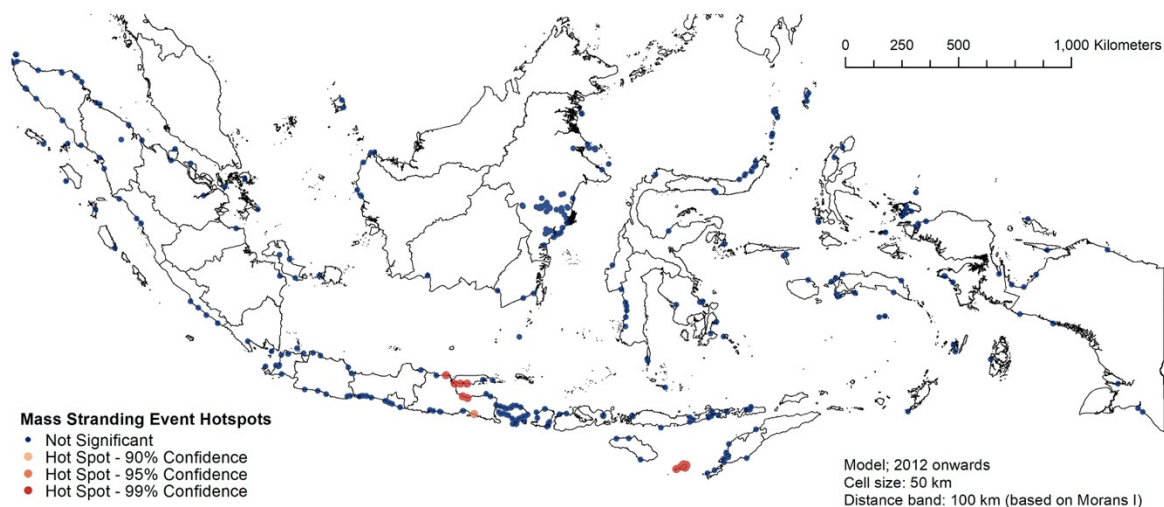 0 250 500 1,000 Kilometers
Mass Stranding Event Hotspots
Not Significant
Hot Spot - 90% Confidence
Hot Spot - 95% Confidence
Hot Spot - 99% Confidence
Model; 2012 onwards
Cell size: 50 km
Distance band: 100 km (based on Morans I)